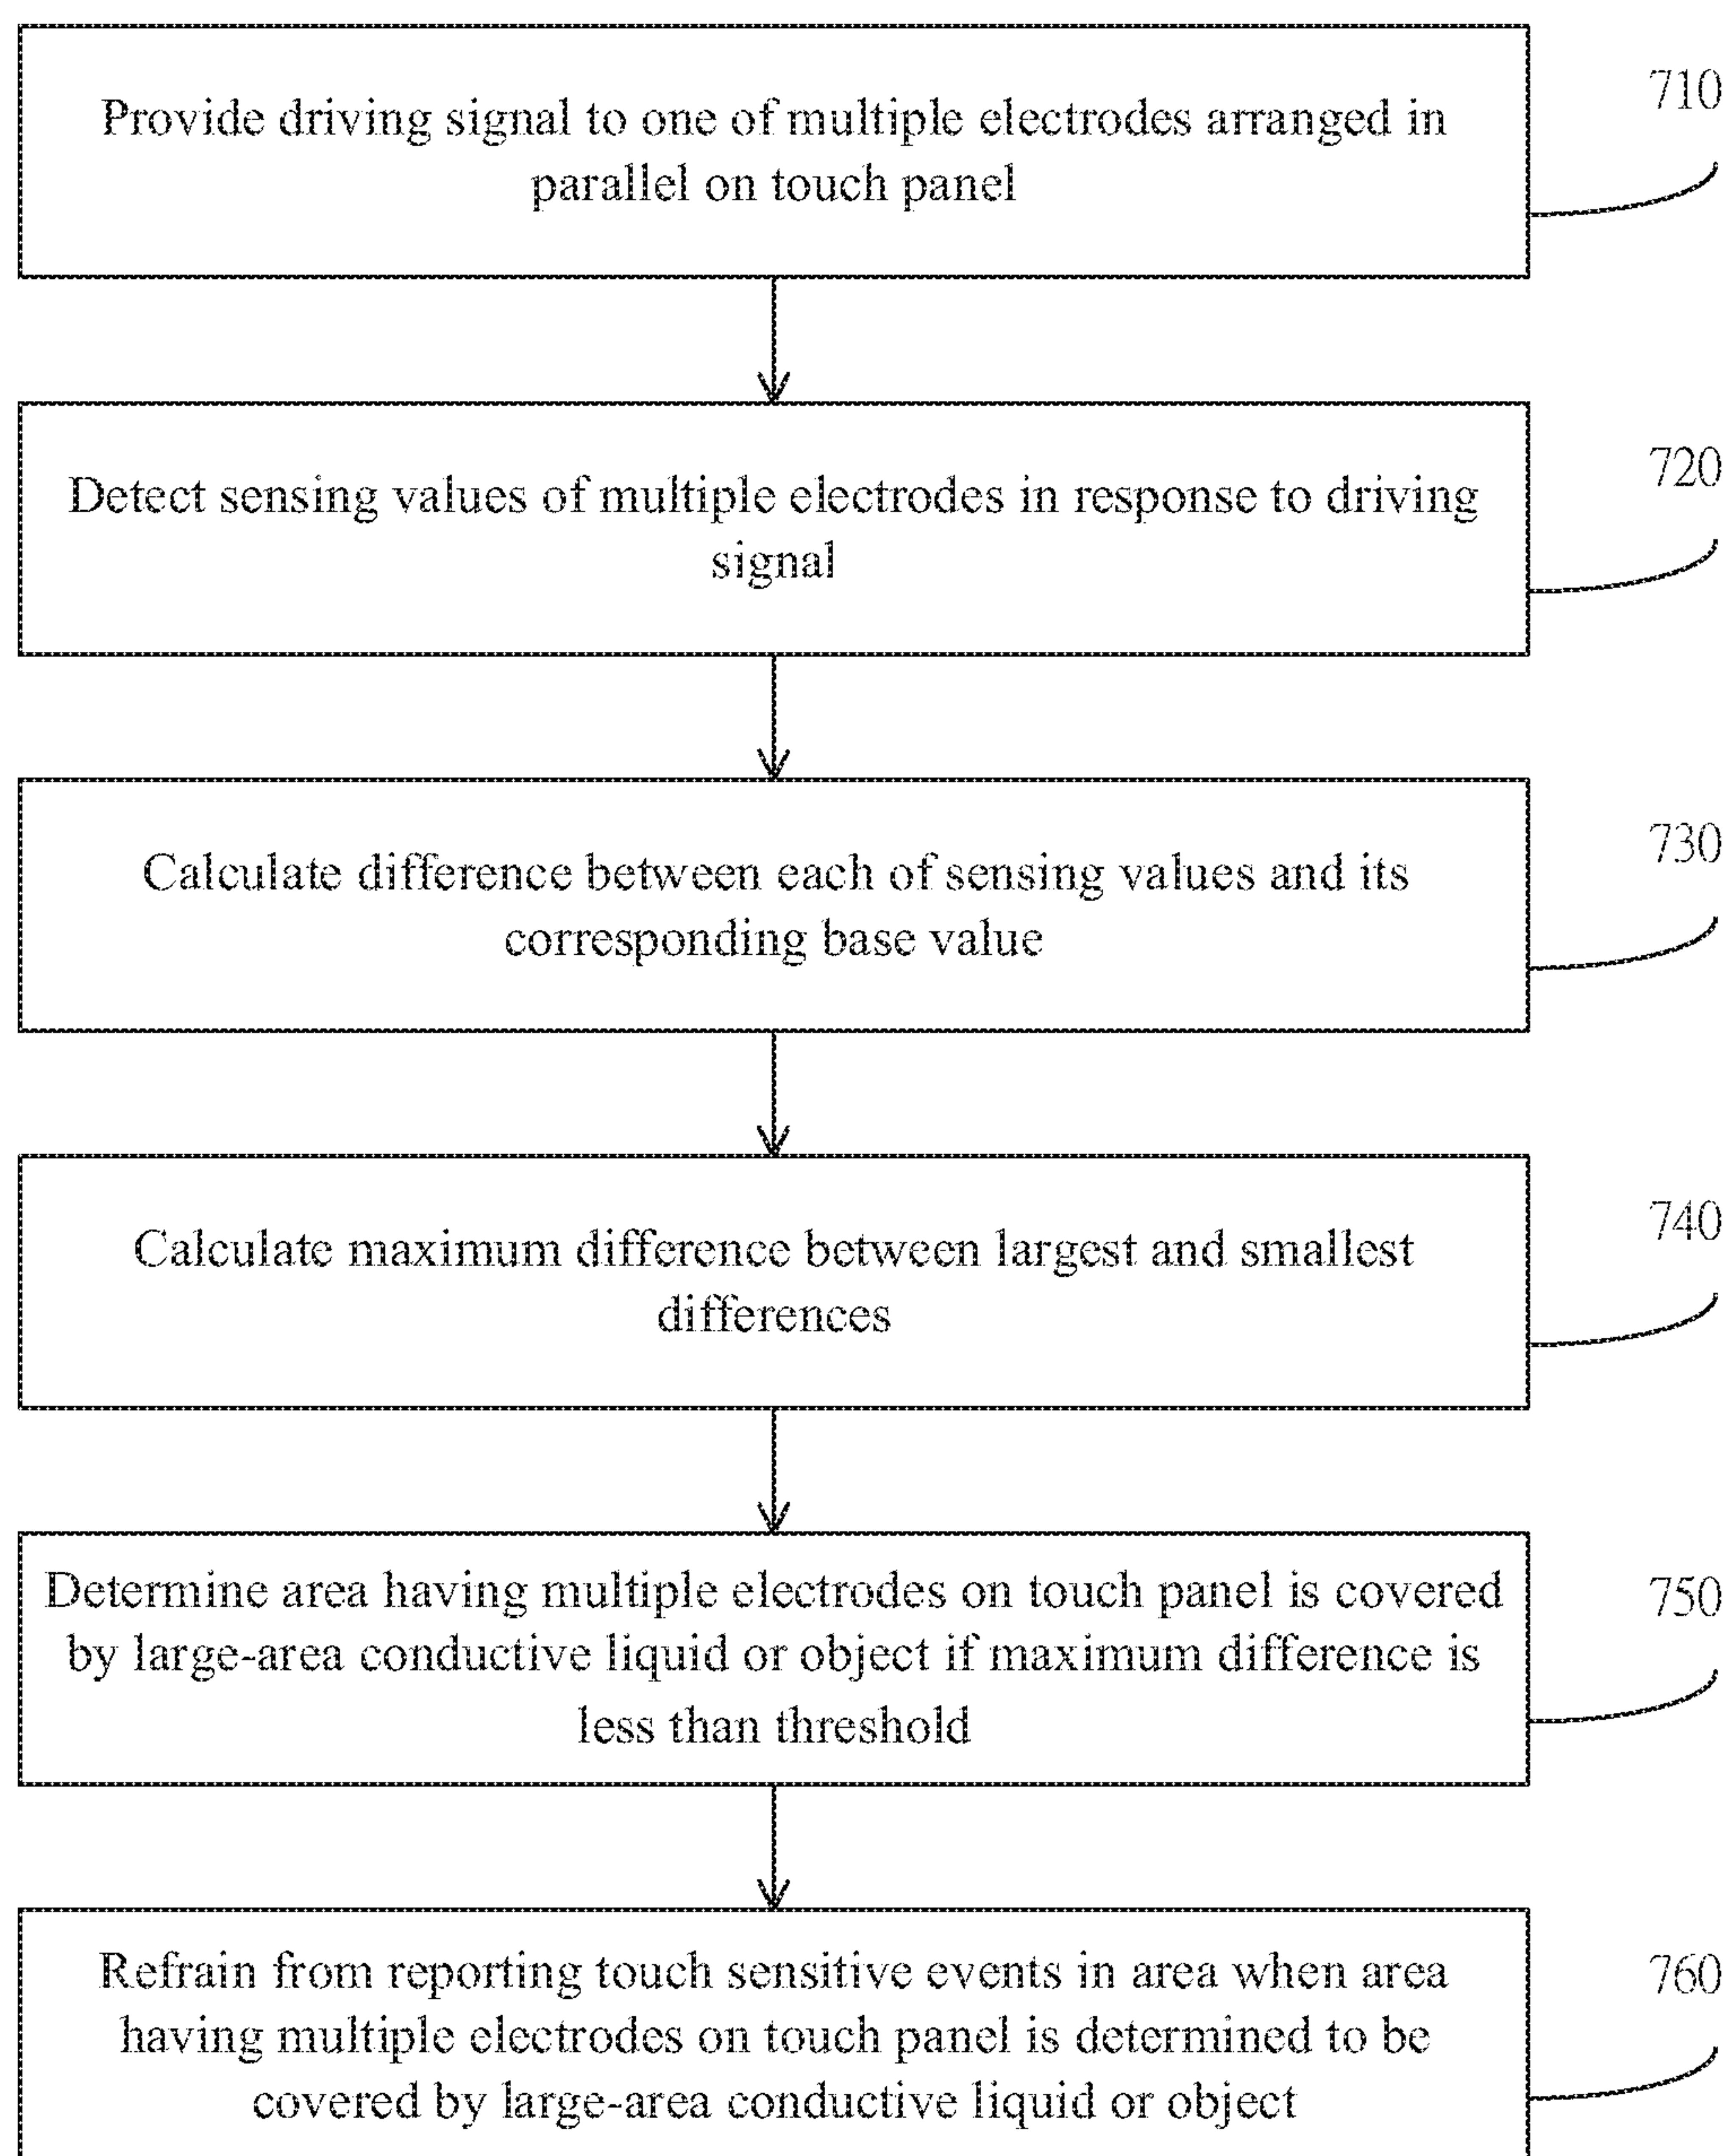 Provide driving signal to one of multiple electrodes arranged in
parallel on touch panel
710
Detect sensing values of multiple electrodes in response to driving
signal
720
Calculate difference between each of sensing values and its
corresponding base value
730
Calculate maximum difference between largest and smallest
differences
740
Determine area having multiple electrodes on touch panel is covered
by large-area conductive liquid or object if maximum difference is
less than threshold
750
Refrain from reporting touch sensitive events in area when area
having multiple electrodes on touch panel is determined to be
covered by large-area conductive liquid or object
760